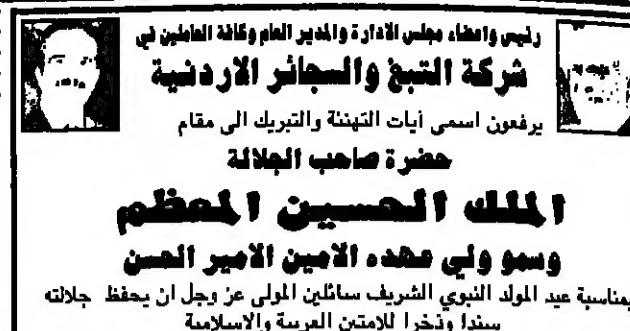 رئيس واعضاء مجلس الادارة والمدير العام وكافة العاملين في
شركة التبغ والسجائر الاردنية
يرفعون اسمى آيات التهنئة والتبريك الى مقام
حضرة صاحب الجلالة
الملك الحسين المعظم
وسمو ولي عهده الامين الامير الحسن
بمناسبة عيد المولد النبوي الشريف سائلين المولى عز وجل ان يحفظ جلالته
سندا وذخرا للامتين العربية والاسلامية